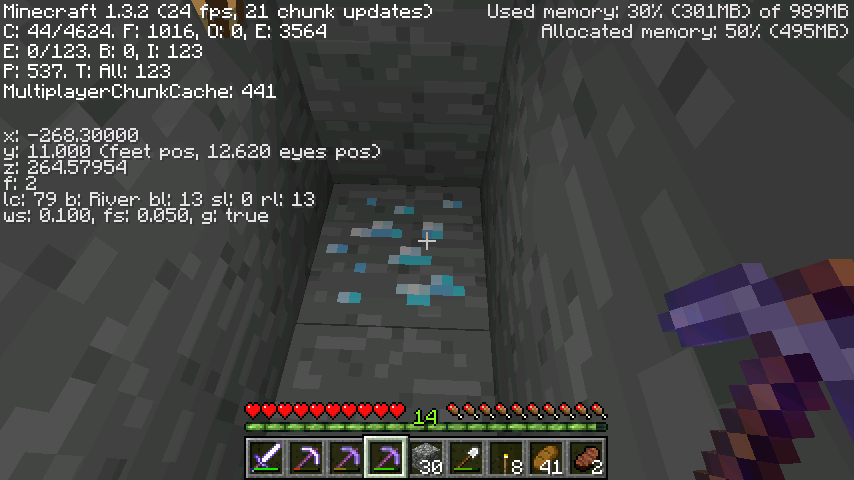 Minecraft 1.3.2 (24 fps, 21 chunk updates)
Used memory: 30% (301MB) of 989MB
C: 44/4624. F: 1016, O: 0, E: 3564
Allocated memory: 50% (495MB)
E: 0/123. B: 0, I: 123
P: 537. T: All: 123
MultiplayerChunkCache: 441
x: -268.30000
y: 11.000 (feet pos, 12.620 eyes pos)
z: 264.57954
f: 2
lc: 79 b: River bl: 13 sl: 0 rl: 13
ws: 0.100, fs: 0.050, g: true
14
30 8 41 2